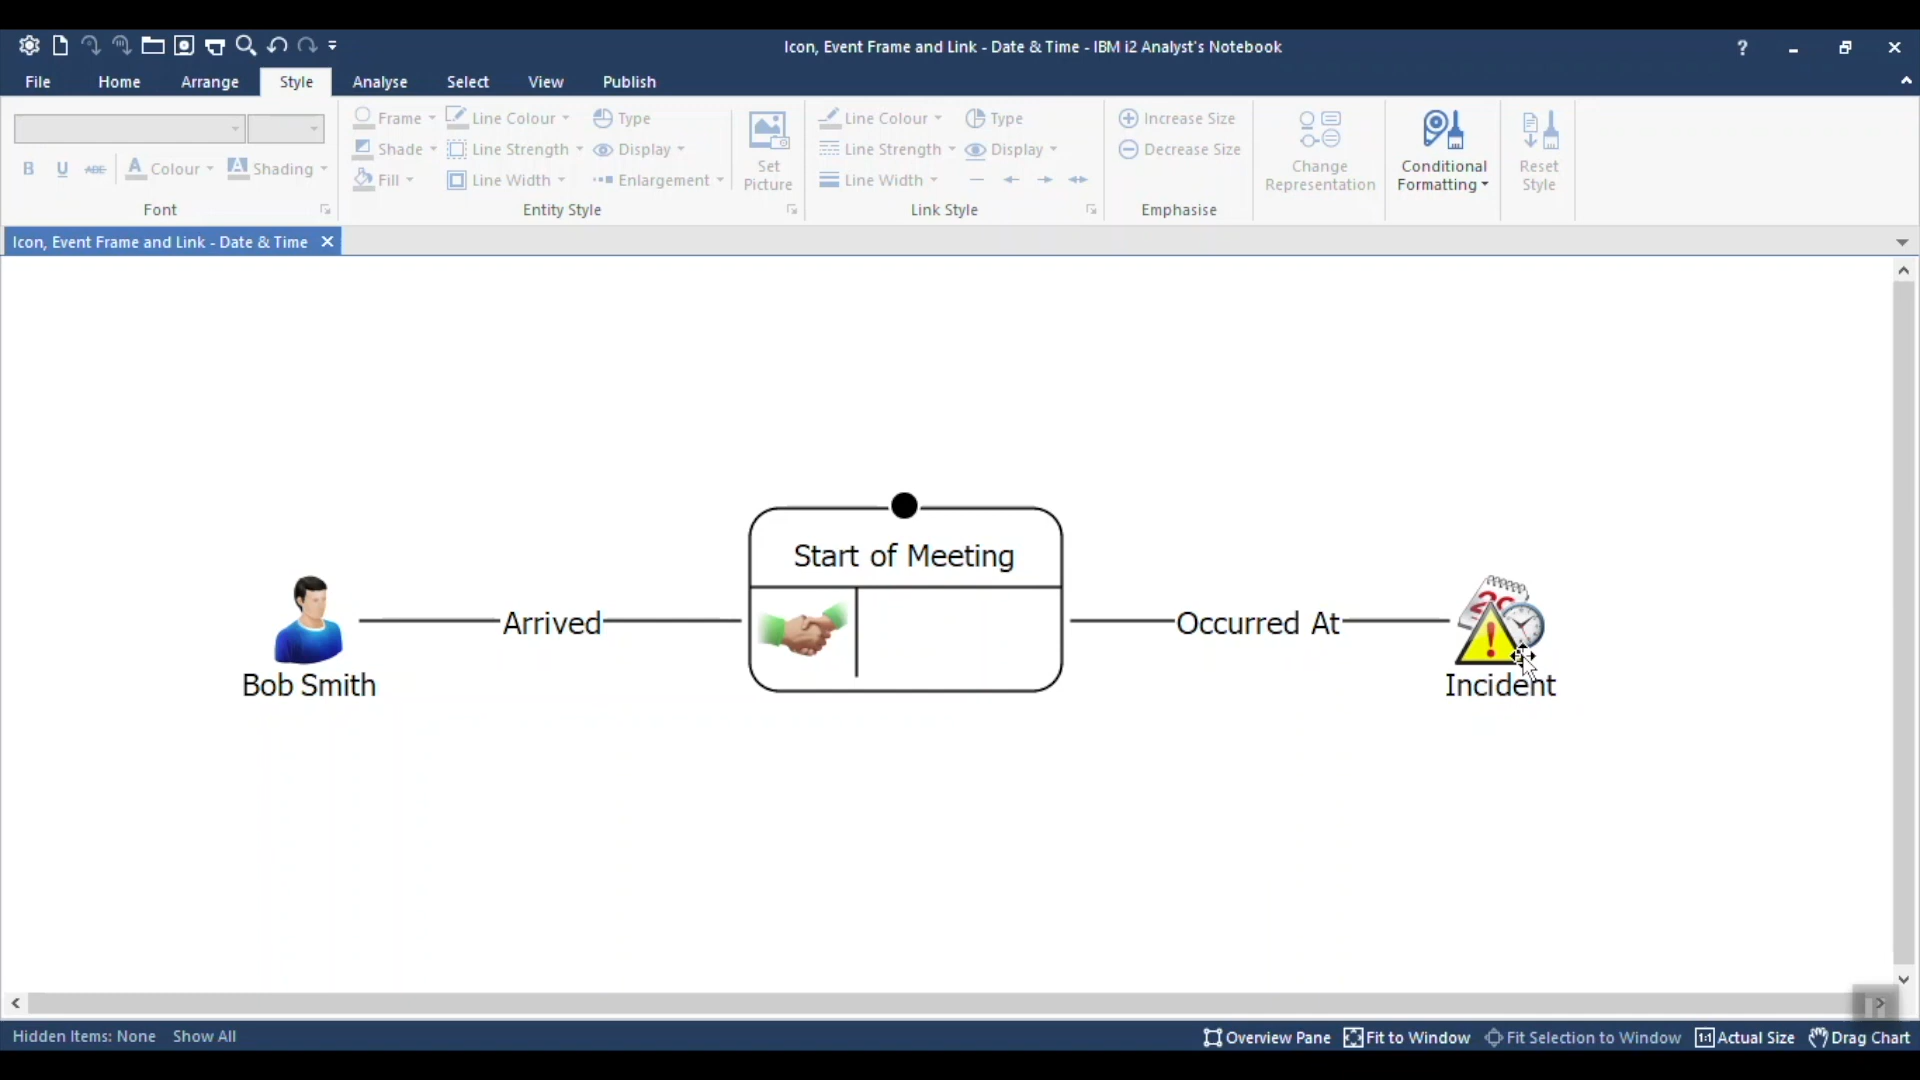 Icon, Event Frame and Link - Date & Time - IBM i2 Analyst's Notebook
File Home Arrange Style Analyse Select View Publish
Frame Line Colour Type Line Colour Type Increase Size
Shade Line Strength Display Line Strength Display Decrease Size
Fill Line Width Enlargement Line Width
B U ABC A Colour A Shading
Set Picture
Change Representation
Conditional Formatting
Reset Style
Font Entity Style Link Style Emphasise
Icon, Event Frame and Link - Date & Time
Start of Meeting
Arrived
Occurred At
Bob Smith
Incident
Hidden Items: None Show All Overview Pane Fit to Window Fit Selection to Window 1:1 Actual Size Drag Chart